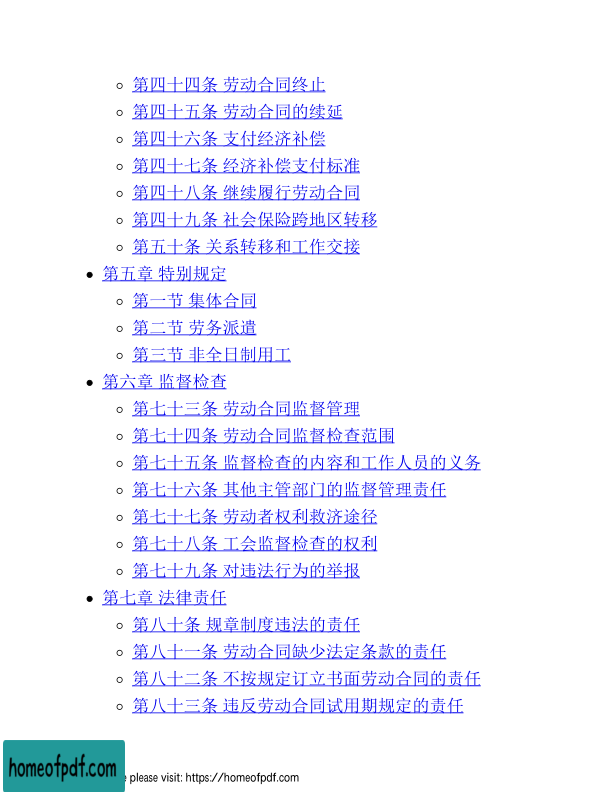 第四十四条 劳动合同终止
第四十五条 劳动合同的续延
第四十六条 支付经济补偿
第四十七条 经济补偿支付标准
第四十八条 继续履行劳动合同
第四十九条 社会保险跨地区转移
第五十条 关系转移和工作交接
第五章 特别规定
第一节 集体合同
第二节 劳务派遣
第三节 非全日制用工
第六章 监督检查
第七十三条 劳动合同监督管理
第七十四条 劳动合同监督检查范围
第七十五条 监督检查的内容和工作人员的义务
第七十六条 其他主管部门的监督管理责任
第七十七条 劳动者权利救济途径
第七十八条 工会监督检查的权利
第七十九条 对违法行为的举报
第七章 法律责任
第八十条 规章制度违法的责任
第八十一条 劳动合同缺少法定条款的责任
第八十二条 不按规定订立书面劳动合同的责任
第八十三条 违反劳动合同试用期规定的责任
homeofpdf.com
please visit: https://homeofpdf.com